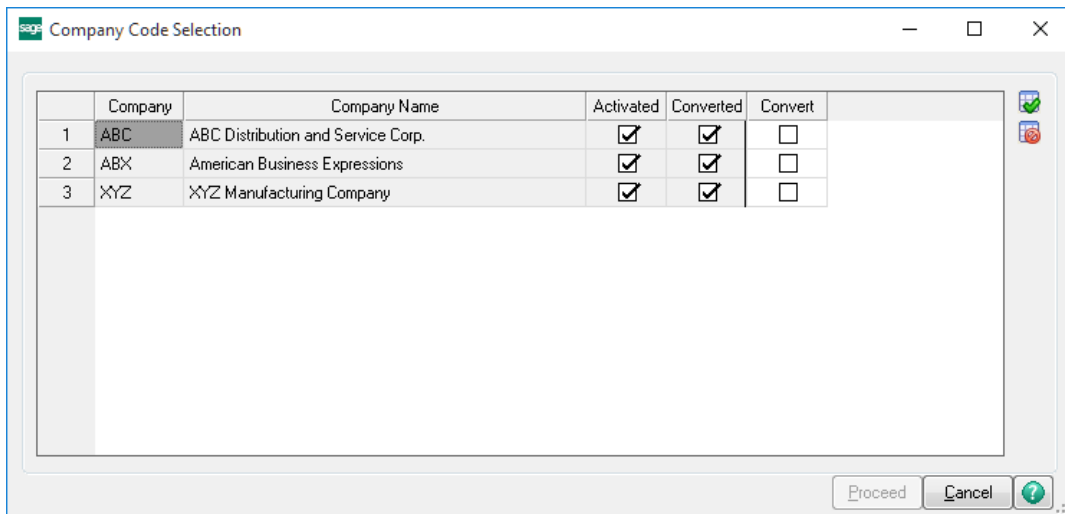 sage Company Code Selection
Company Company Name Activated Converted Convert
1 ABC ABC Distribution and Service Corp.
2 ABX American Business Expressions
3 XYZ XYZ Manufacturing Company
Proceed Cancel ?